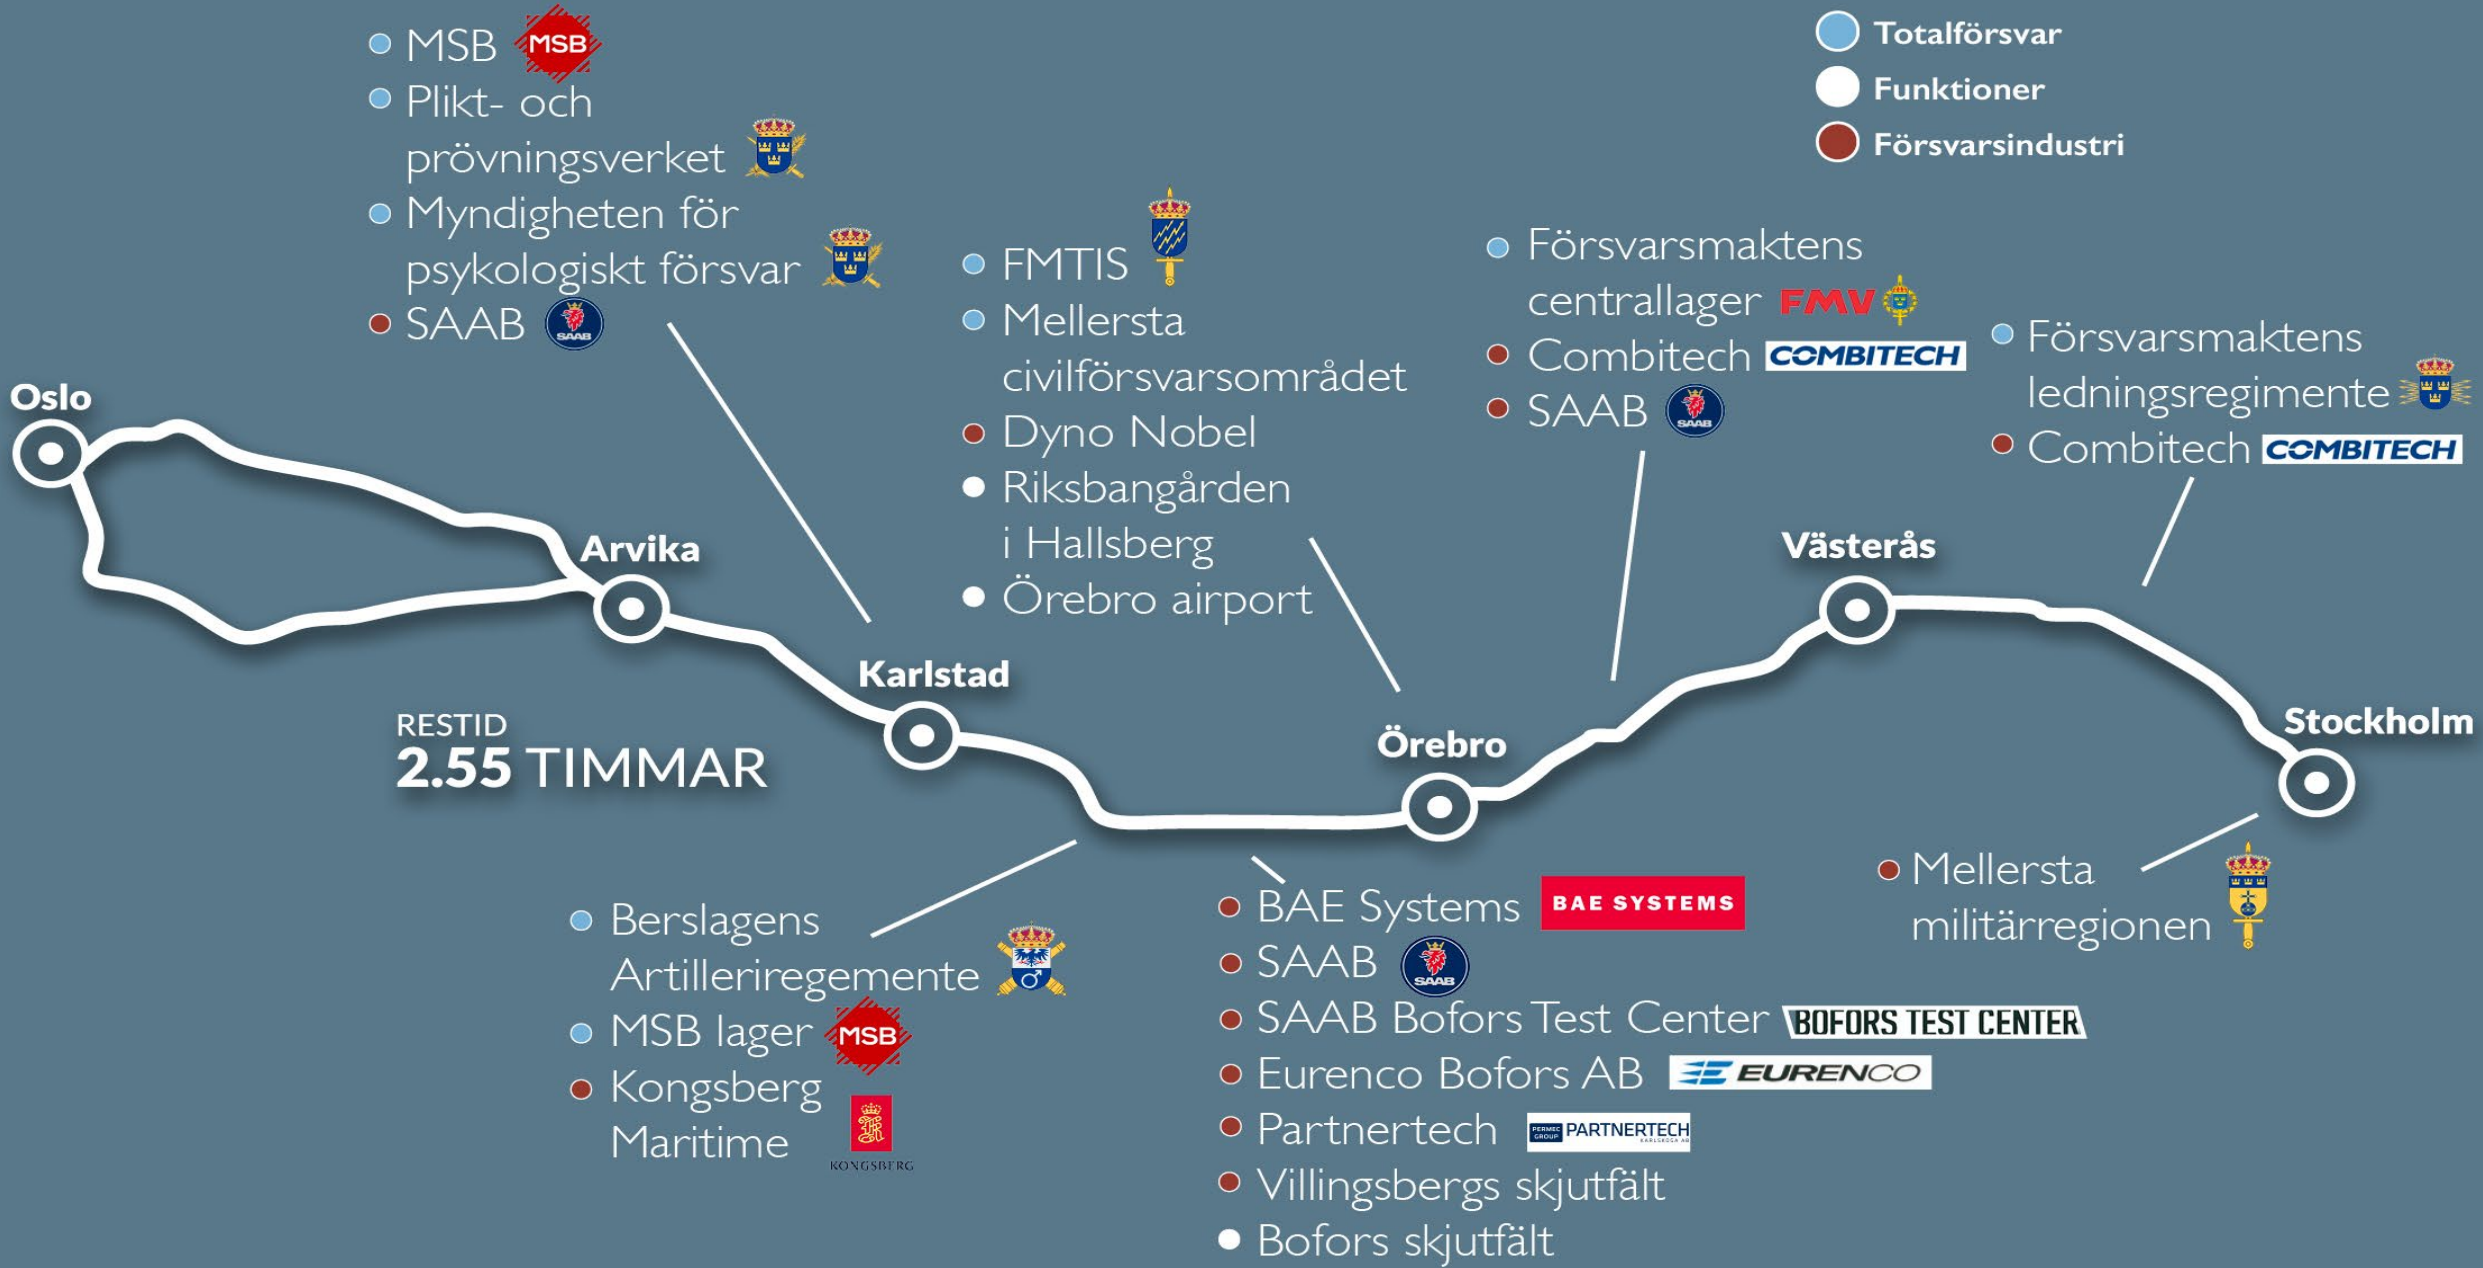 MSB MSB
Plikt- och
prövningsverket
Myndigheten för
psykologiskt försvar
SAAB SAAB
FMTIS
Mellersta
civilförsvarsområdet
Dyno Nobel
Riksbangården
i Hallsberg
Örebro airport
Totalförsvar
Funktioner
Försvarsindustri
Försvarsmaktens
centrallager FMV
Combitech COMBITECH
SAAB SAAB
Försvarsmaktens
ledningsregimente
Combitech COMBITECH
Oslo
Arvika
Karlstad
Örebro
Västerås
Stockholm
RESTID
2.55 TIMMAR
Berslagens
Artilleriregemente
MSB lager MSB
Kongsberg
Maritime
KONGSBERG
BAE Systems BAE SYSTEMS
SAAB SAAB
SAAB Bofors Test Center BOFORS TEST CENTER
Eurenco Bofors AB EURENCO
Partnertech PERMEC GROUP PARTNERTECH KARLSKOGA AB
Villingsbergs skjutfält
Bofors skjutfält
Mellersta
militärregionen